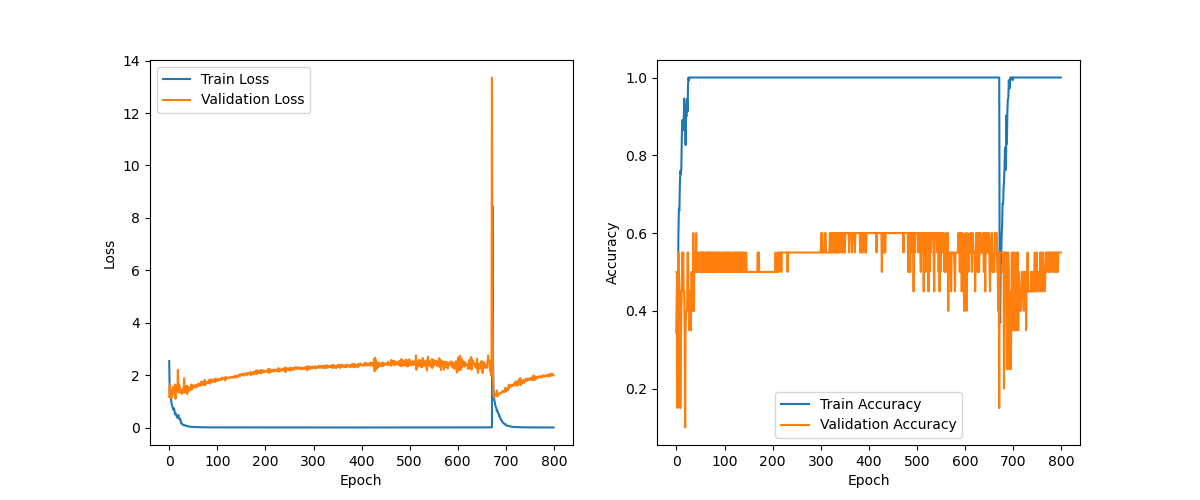 14
12
10
8
6
4
2
0
Loss
Train Loss
Validation Loss
0 100 200 300 400 500 600 700 800
Epoch
1.0
0.8
0.6
0.4
0.2
Accuracy
Train Accuracy
Validation Accuracy
0 100 200 300 400 500 600 700 800
Epoch